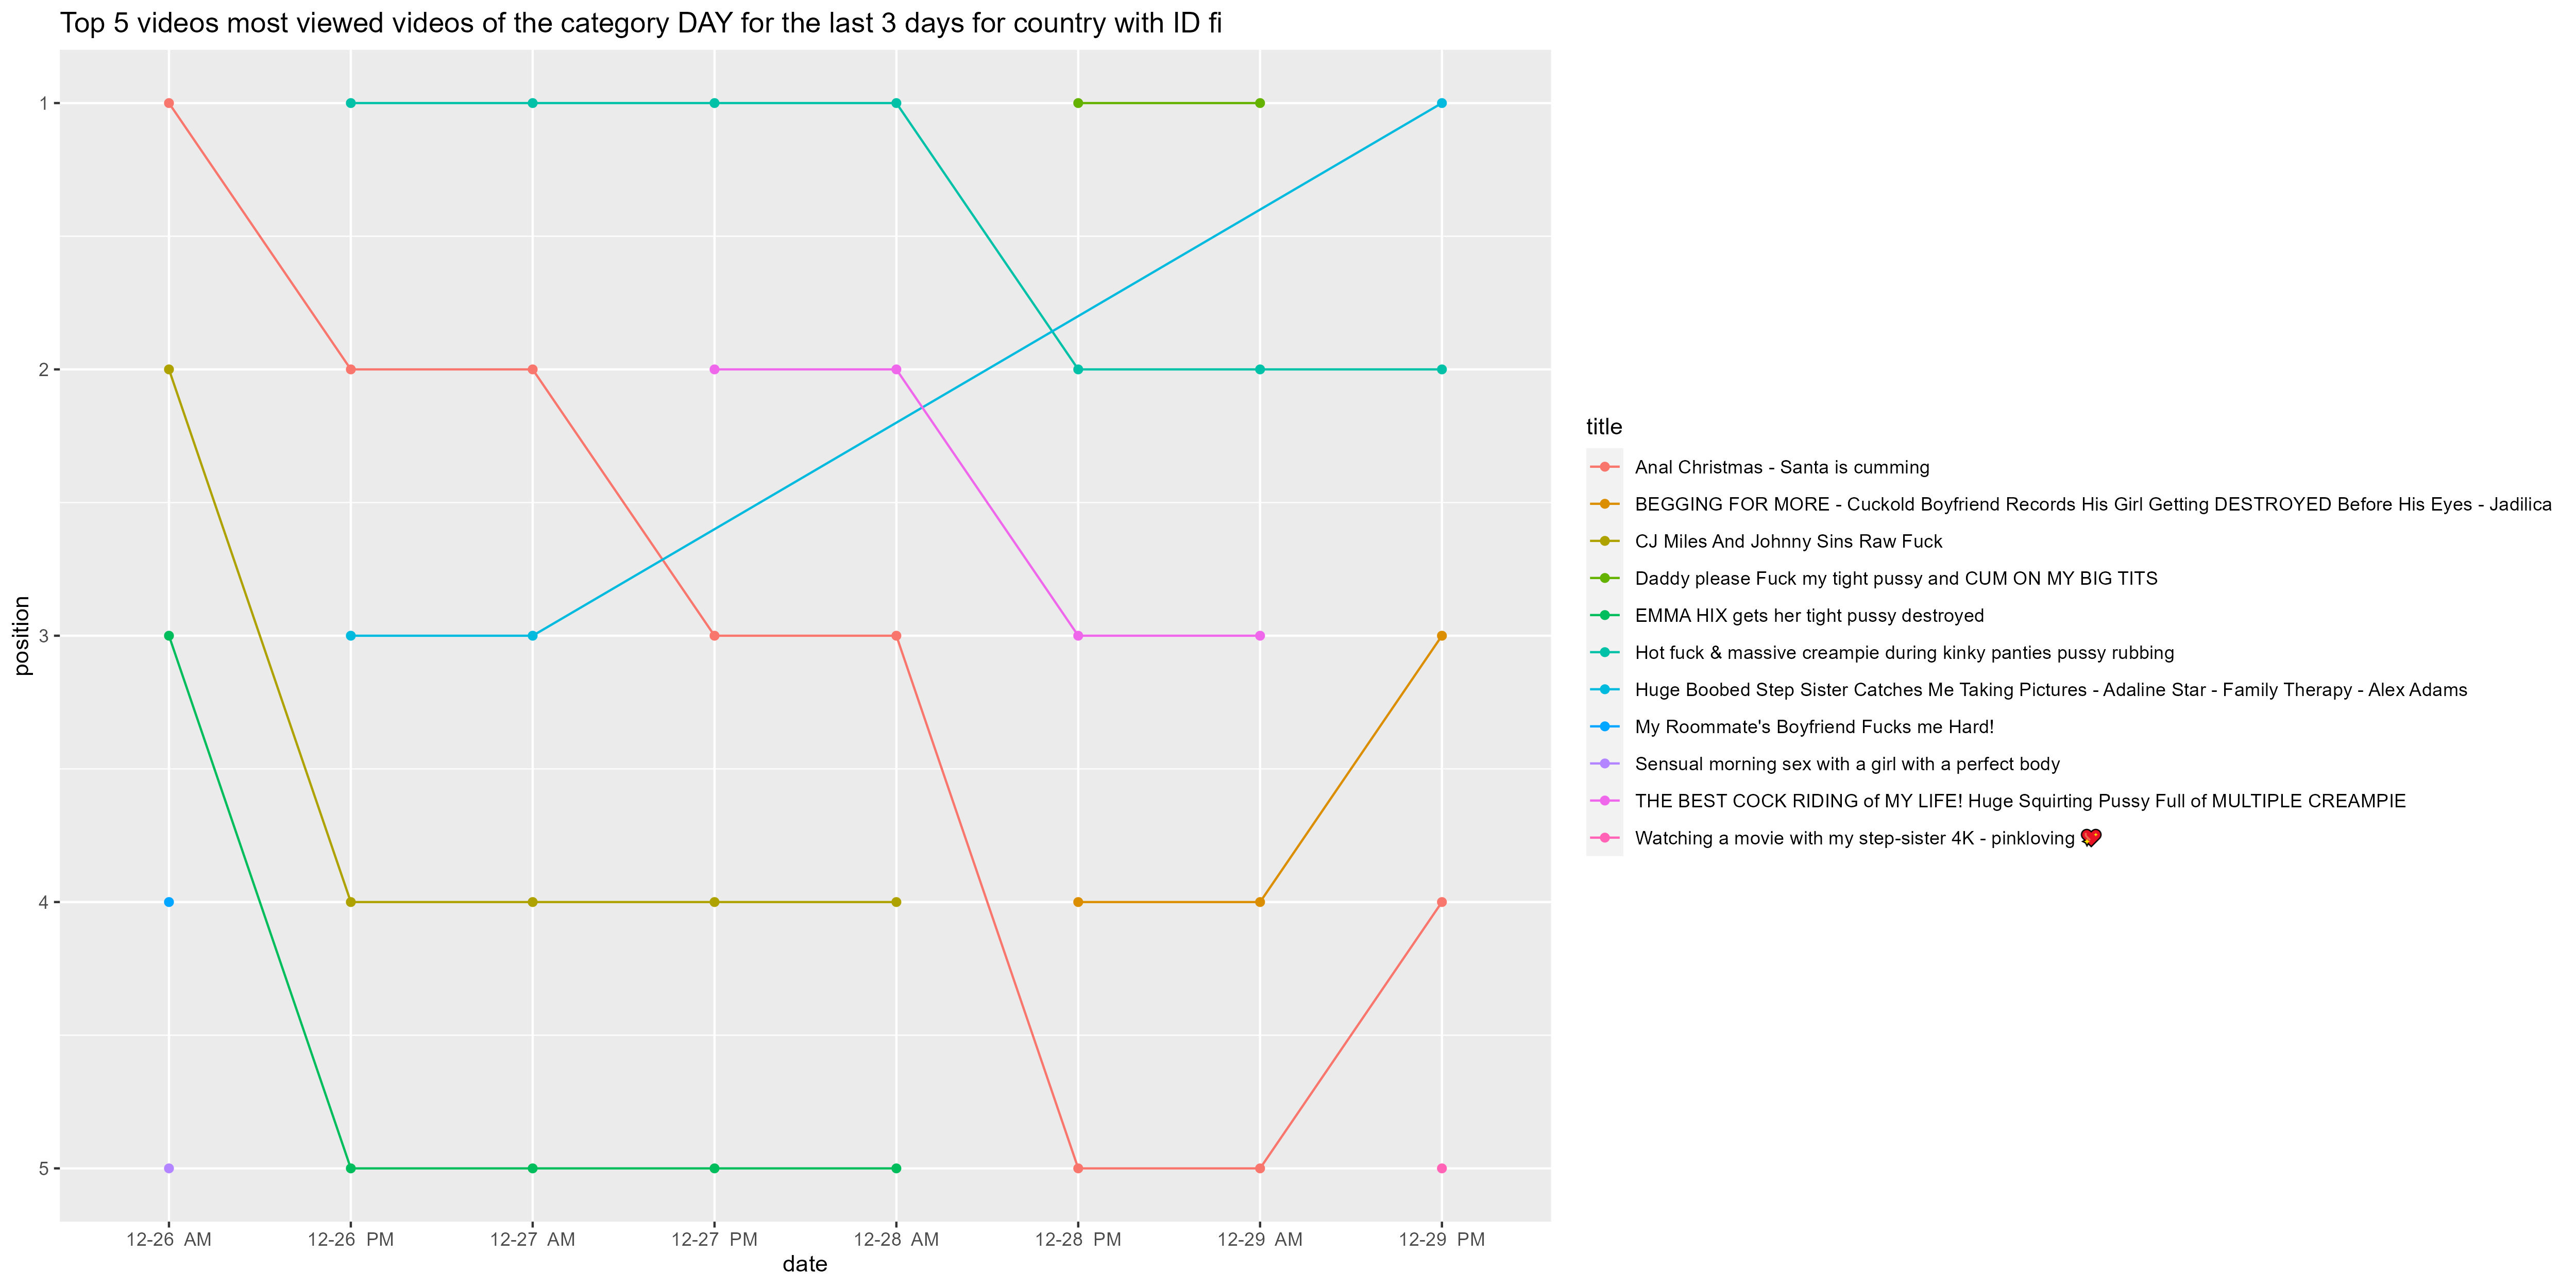 Top 5 videos most viewed videos of the category DAY for the last 3 days for country with ID fi
position
1
2
3
4
5
12-26 AM
12-26 PM
12-27 AM
12-27 PM
12-28 AM
12-28 PM
12-29 AM
12-29 PM
date
title
Anal Christmas - Santa is cumming
BEGGING FOR MORE - Cuckold Boyfriend Records His Girl Getting DESTROYED Before His Eyes - Jadilica
CJ Miles And Johnny Sins Raw Fuck
Daddy please Fuck my tight pussy and CUM ON MY BIG TITS
EMMA HIX gets her tight pussy destroyed
Hot fuck & massive creampie during kinky panties pussy rubbing
Huge Boobed Step Sister Catches Me Taking Pictures - Adaline Star - Family Therapy - Alex Adams
My Roommate's Boyfriend Fucks me Hard!
Sensual morning sex with a girl with a perfect body
THE BEST COCK RIDING of MY LIFE! Huge Squirting Pussy Full of MULTIPLE CREAMPIE
Watching a movie with my step-sister 4K - pinkloving 💖